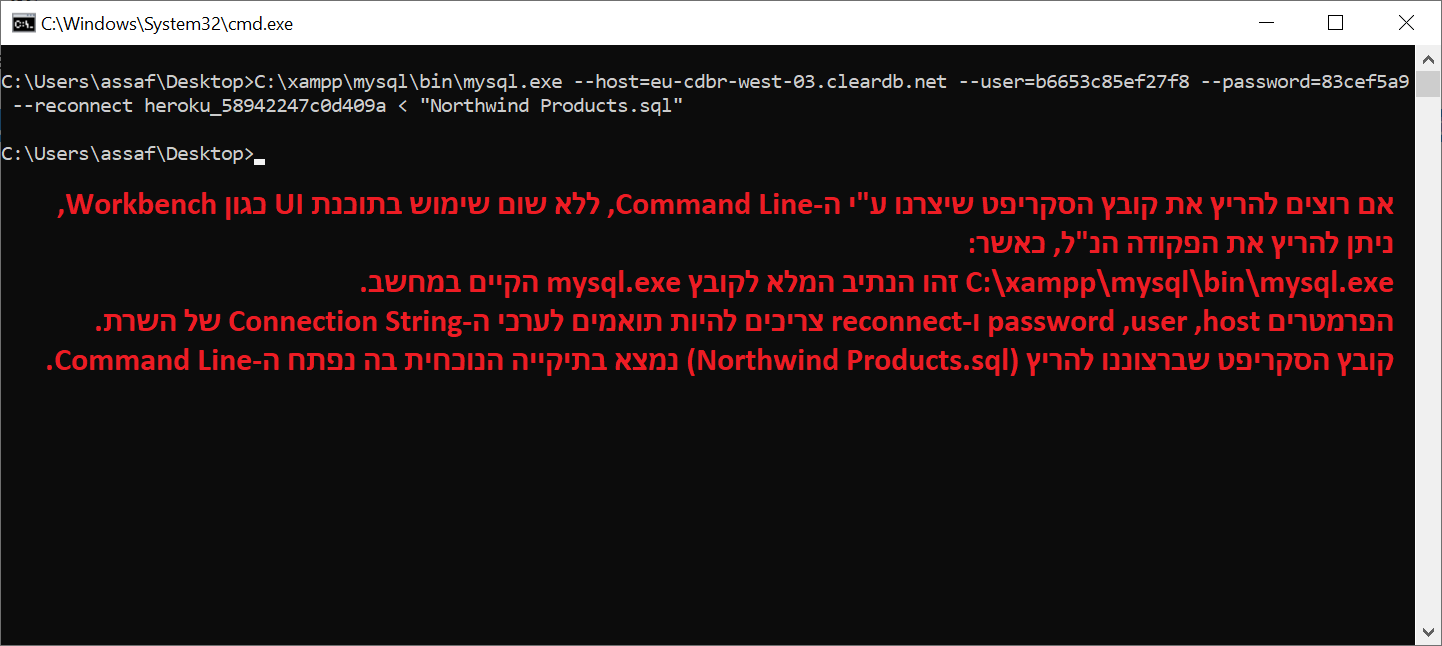 C:\Windows\System32\cmd.exe
C:\Users\assaf\Desktop>C:\xampp\mysql\bin\mysql.exe --host=eu-cdbr-west-03.cleardb.net --user=b6653c85ef27f8 --password=83cef5a9
--reconnect heroku_58942247c0d409a < "Northwind Products.sql"
C:\Users\assaf\Desktop>
אם רוצים להריץ את קובץ הסקריפט שיצרנו ע"י ה-Command Line, ללא שום שימוש בתוכנת UI כגון Workbench,
ניתן להריץ את הפקודה הנ"ל, כאשר:
C:\xampp\mysql\bin\mysql.exe זהו הנתיב המלא לקובץ mysql.exe הקיים במחשב.
הפרמטרים host, user, password ו-reconnect צריכים להיות תואמים לערכי ה-Connection String של השרת.
קובץ הסקריפט שברצוננו להריץ (Northwind Products.sql) נמצא בתיקייה הנוכחית בה נפתח ה-Command Line.